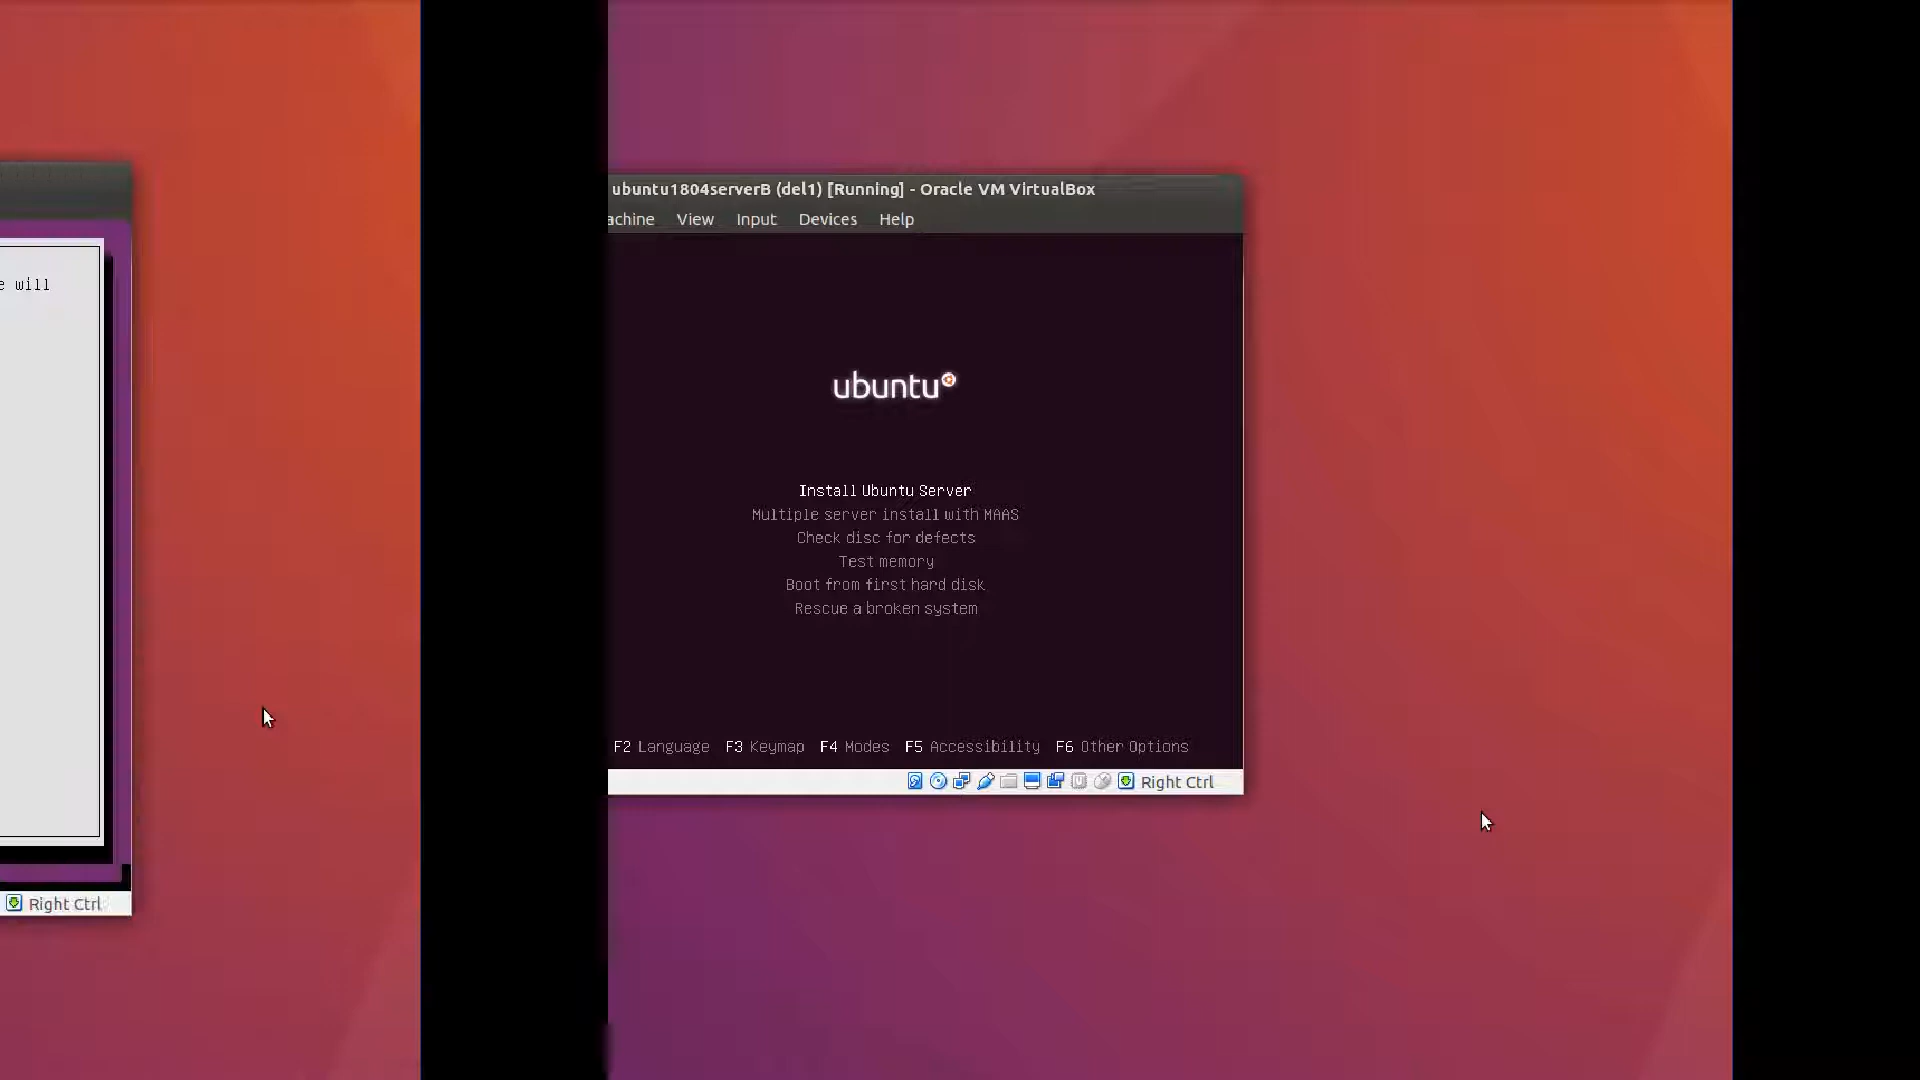 e will
Right Ctrl
ubuntu1804serverB (del1) [Running] - Oracle VM VirtualBox
achine View Input Devices Help
ubuntu
Install Ubuntu Server
Multiple server install with MAAS
Check disc for defects
Test memory
Boot from first hard disk
Rescue a broken system
F2 Language F3 Keymap F4 Modes F5 Accessibility F6 Other Options
Right Ctrl